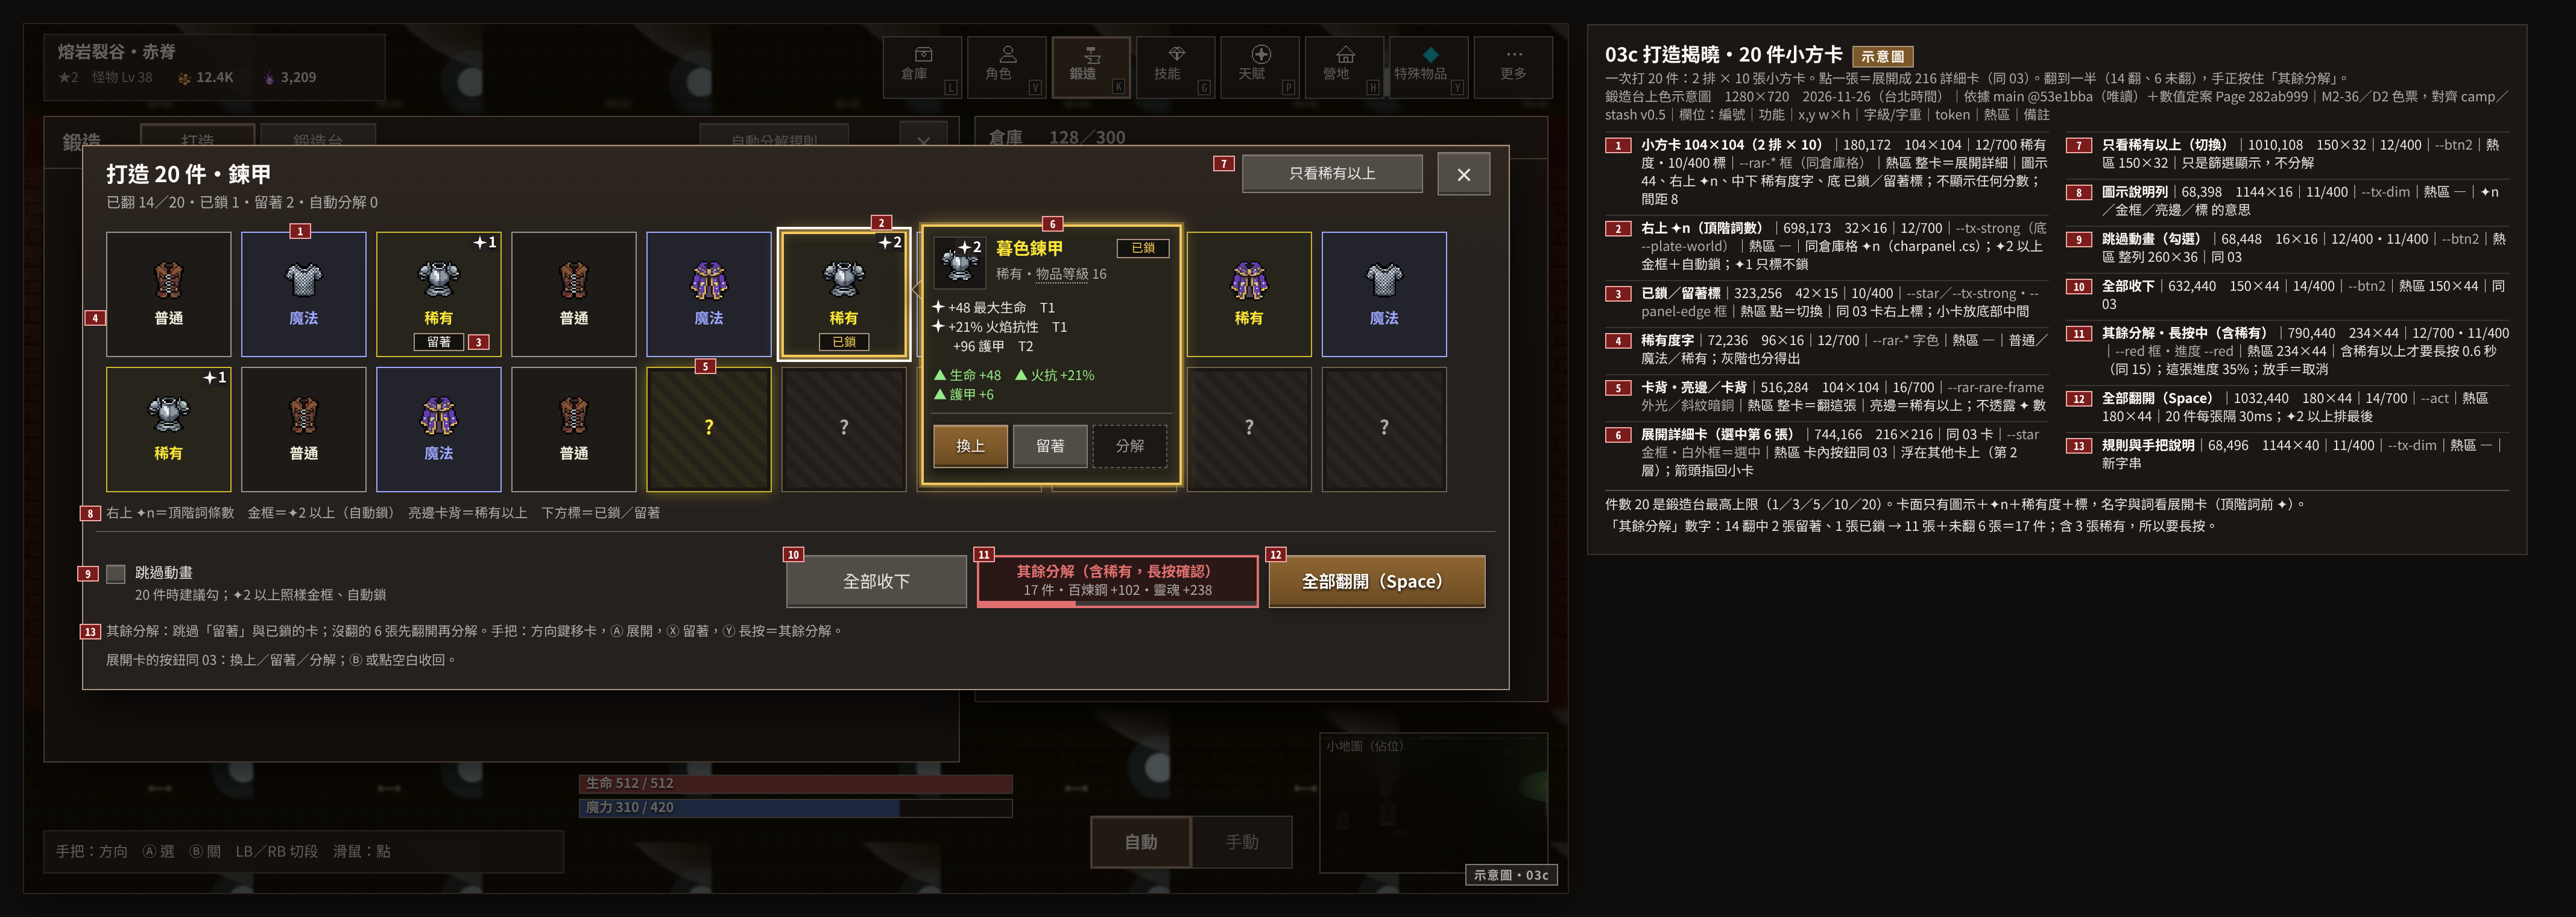 熔岩裂谷・赤脊
★2 怪物 Lv 38 12.4K 3,209
倉庫 L
角色 V
鍛造 K
技能 G
天賦 P
營地 H
特殊物品 Y
更多
鍛造 打造 鍛造台 自動分解規則 ×
倉庫 128／300
打造 20 件・鍊甲
已翻 14／20・已鎖 1・留著 2・自動分解 0
7 只看稀有以上 ×
1 2 6
普通
魔法
✦1 稀有 留著 3
普通
魔法
✦2 稀有 已鎖
稀有
魔法
4
✦2 暮色鍊甲 已鎖
稀有・物品等級 16
✦ +48 最大生命 T1
✦ +21% 火焰抗性 T1
+96 護甲 T2
▲ 生命 +48 ▲ 火抗 +21%
▲ 護甲 +6
換上 留著 分解
✦1 稀有
普通
魔法
普通
5 ?
?
?
?
8 右上 ✦n＝頂階詞條數 金框＝✦2 以上（自動鎖） 亮邊卡背＝稀有以上 下方標＝已鎖／留著
9 跳過動畫
20 件時建議勾；✦2 以上照樣金框、自動鎖
10 全部收下
11 其餘分解（含稀有，長按確認）
17 件・百煉鋼 +102・靈魂 +238
12 全部翻開（Space）
13 其餘分解：跳過「留著」與已鎖的卡；沒翻的 6 張先翻開再分解。手把：方向鍵移卡，Ⓐ 展開，Ⓧ 留著，Ⓨ 長按＝其餘分解。
展開卡的按鈕同 03：換上／留著／分解；Ⓑ 或點空白收回。
生命 512 / 512
魔力 310 / 420
手把：方向 Ⓐ 選 Ⓑ 關 LB／RB 切段 滑鼠：點
自動 手動
小地圖（佔位）
示意圖・03c
03c 打造揭曉・20 件小方卡 示意圖
一次打 20 件：2 排 × 10 張小方卡。點一張＝展開成 216 詳細卡（同 03）。翻到一半（14 翻、6 未翻），手正按住「其餘分解」。
鍛造台上色示意圖 1280×720 2026-11-26（台北時間）｜依據 main @53e1bba（唯讀）＋數值定案 Page 282ab999｜M2-36／D2 色票，對齊 camp／
stash v0.5｜欄位：編號｜功能｜x,y w×h｜字級/字重｜token｜熱區｜備註
1 小方卡 104×104（2 排 × 10）｜180,172 104×104｜12/700 稀有
度・10/400 標｜--rar-* 框（同倉庫格）｜熱區 整卡＝展開詳細｜圖示
44、右上 ✦n、中下 稀有度字、底 已鎖／留著標；不顯示任何分數；
間距 8
2 右上 ✦n（頂階詞數）｜698,173 32×16｜12/700｜--tx-strong（底
--plate-world）｜熱區 —｜同倉庫格 ✦n（charpanel.cs）；✦2 以上
金框＋自動鎖；✦1 只標不鎖
3 已鎖／留著標｜323,256 42×15｜10/400｜--star／--tx-strong・--
panel-edge 框｜熱區 點＝切換｜同 03 卡右上標；小卡放底部中間
4 稀有度字｜72,236 96×16｜12/700｜--rar-* 字色｜熱區 —｜普通／
魔法／稀有；灰階也分得出
5 卡背・亮邊／卡背｜516,284 104×104｜16/700｜--rar-rare-frame
外光／斜紋暗銅｜熱區 整卡＝翻這張｜亮邊＝稀有以上；不透露 ✦ 數
6 展開詳細卡（選中第 6 張）｜744,166 216×216｜同 03 卡｜--star
金框・白外框＝選中｜熱區 卡內按鈕同 03｜浮在其他卡上（第 2
層）；箭頭指回小卡
7 只看稀有以上（切換）｜1010,108 150×32｜12/400｜--btn2｜熱
區 150×32｜只是篩選顯示，不分解
8 圖示說明列｜68,398 1144×16｜11/400｜--tx-dim｜熱區 —｜✦n
／金框／亮邊／標 的意思
9 跳過動畫（勾選）｜68,448 16×16｜12/400・11/400｜--btn2｜熱
區 整列 260×36｜同 03
10 全部收下｜632,440 150×44｜14/400｜--btn2｜熱區 150×44｜同
03
11 其餘分解・長按中（含稀有）｜790,440 234×44｜12/700・11/400
｜--red 框・進度 --red｜熱區 234×44｜含稀有以上才要長按 0.6 秒
（同 15）；這張進度 35%；放手＝取消
12 全部翻開（Space）｜1032,440 180×44｜14/700｜--act｜熱區
180×44｜20 件每張隔 30ms；✦2 以上排最後
13 規則與手把說明｜68,496 1144×40｜11/400｜--tx-dim｜熱區 —｜
新字串
件數 20 是鍛造台最高上限（1／3／5／10／20）。卡面只有圖示＋✦n＋稀有度＋標，名字與詞看展開卡（頂階詞前 ✦）。
「其餘分解」數字：14 翻中 2 張留著、1 張已鎖 → 11 張＋未翻 6 張＝17 件；含 3 張稀有，所以要長按。